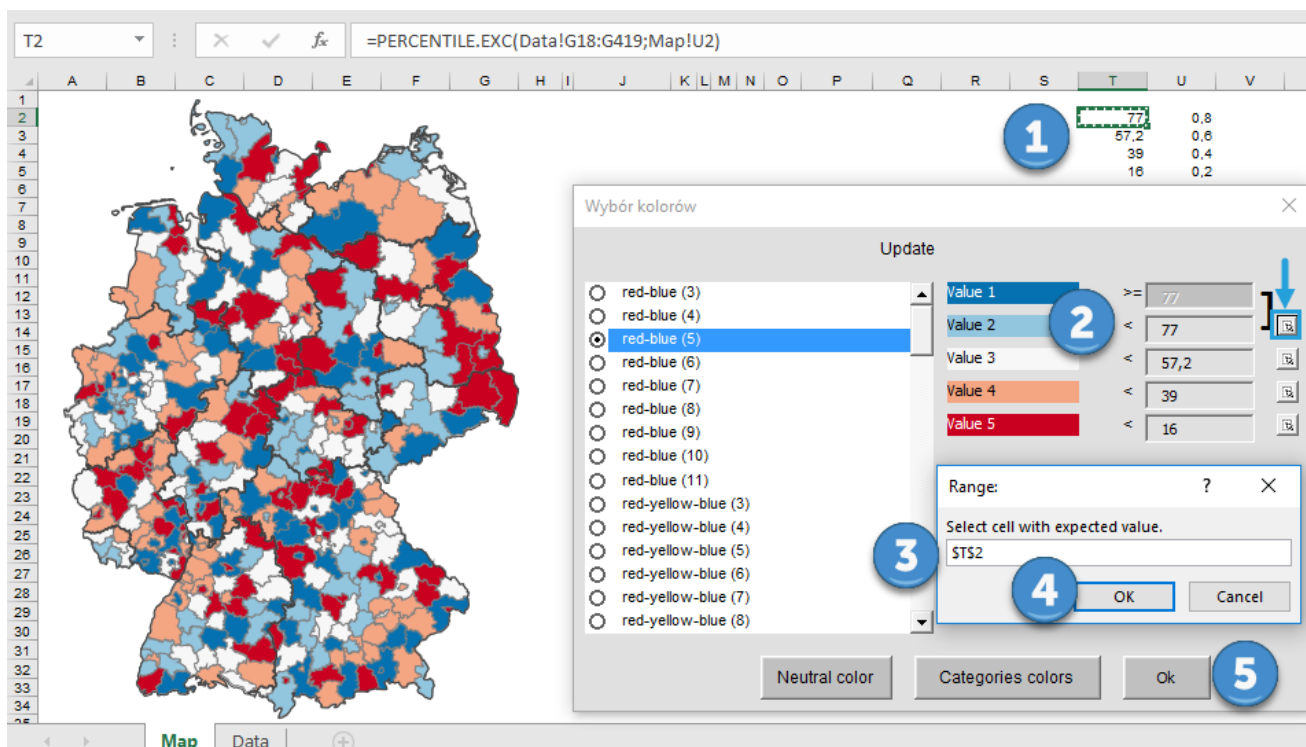 T2 fx =PERCENTILE.EXC(Data!G18:G419;Map!U2)
A B C D E F G H I J K L M N O P Q R S T U V
1
2 77 0,8
3 57,2 0,6
4 39 0,4
5 16 0,2
1
6
7
8
9
10
11
12
13
14
15
16
17
18
19
20
21
22
23
24
25
26
27
28
29
30
31
32
33
34
35
Wybór kolorów
Update
red-blue (3)
red-blue (4)
red-blue (5)
red-blue (6)
red-blue (7)
red-blue (8)
red-blue (9)
red-blue (10)
red-blue (11)
red-yellow-blue (3)
red-yellow-blue (4)
red-yellow-blue (5)
red-yellow-blue (6)
red-yellow-blue (7)
red-yellow-blue (8)
Value 1 >= 77
Value 2 < 77
Value 3 < 57,2
Value 4 < 39
Value 5 < 16
2
Range: ?
Select cell with expected value.
3 $T$2
4 OK Cancel
Neutral color Categories colors Ok 5
Map Data